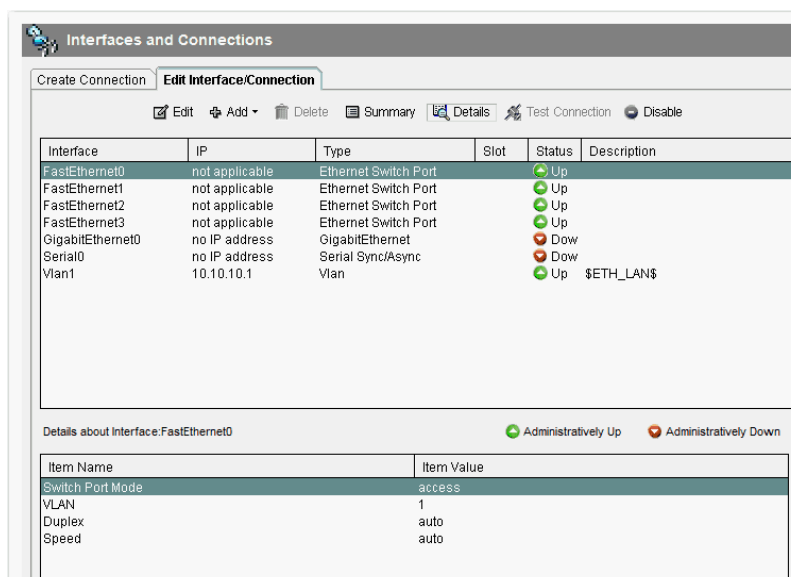 Interfaces and Connections
Create Connection Edit Interface/Connection
Edit Add Delete Summary Details Test Connection Disable
Interface IP Type Slot Status Description
FastEthernet0 not applicable Ethernet Switch Port Up
FastEthernet1 not applicable Ethernet Switch Port Up
FastEthernet2 not applicable Ethernet Switch Port Up
FastEthernet3 not applicable Ethernet Switch Port Up
GigabitEthernet0 no IP address GigabitEthernet Dow
Serial0 no IP address Serial Sync/Async Dow
Vlan1 10.10.10.1 Vlan Up $ETH_LAN$
Details about Interface:FastEthernet0 Administratively Up Administratively Down
Item Name Item Value
Switch Port Mode access
VLAN 1
Duplex auto
Speed auto